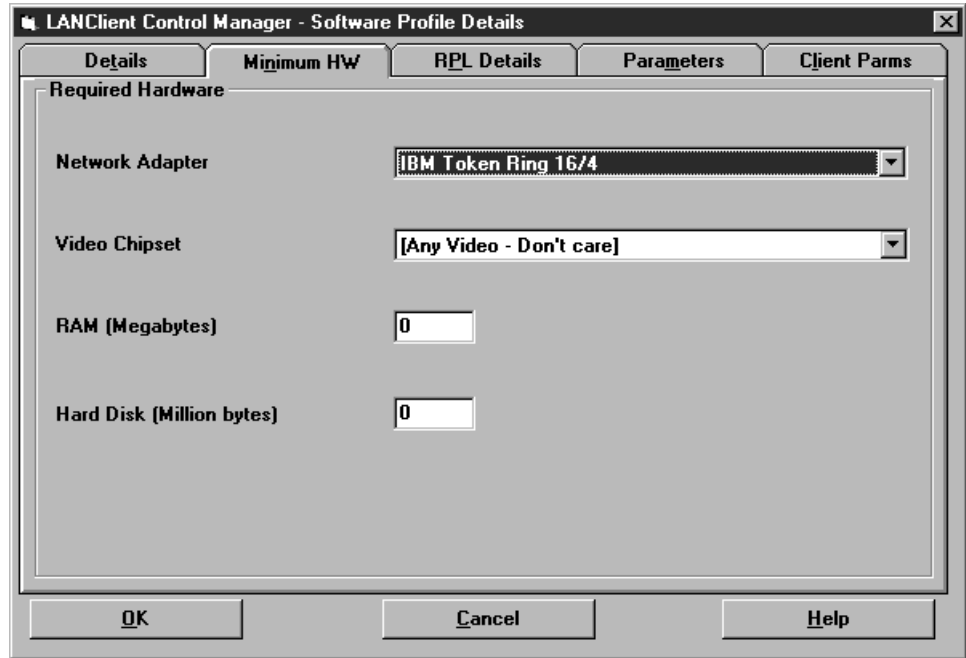 LANClient Control Manager - Software Profile Details
Details Minimum HW RPL Details Parameters Client Parms
Required Hardware
Network Adapter IBM Token Ring 16/4
Video Chipset [Any Video - Don't care]
RAM (Megabytes) 0
Hard Disk (Million bytes) 0
OK Cancel Help